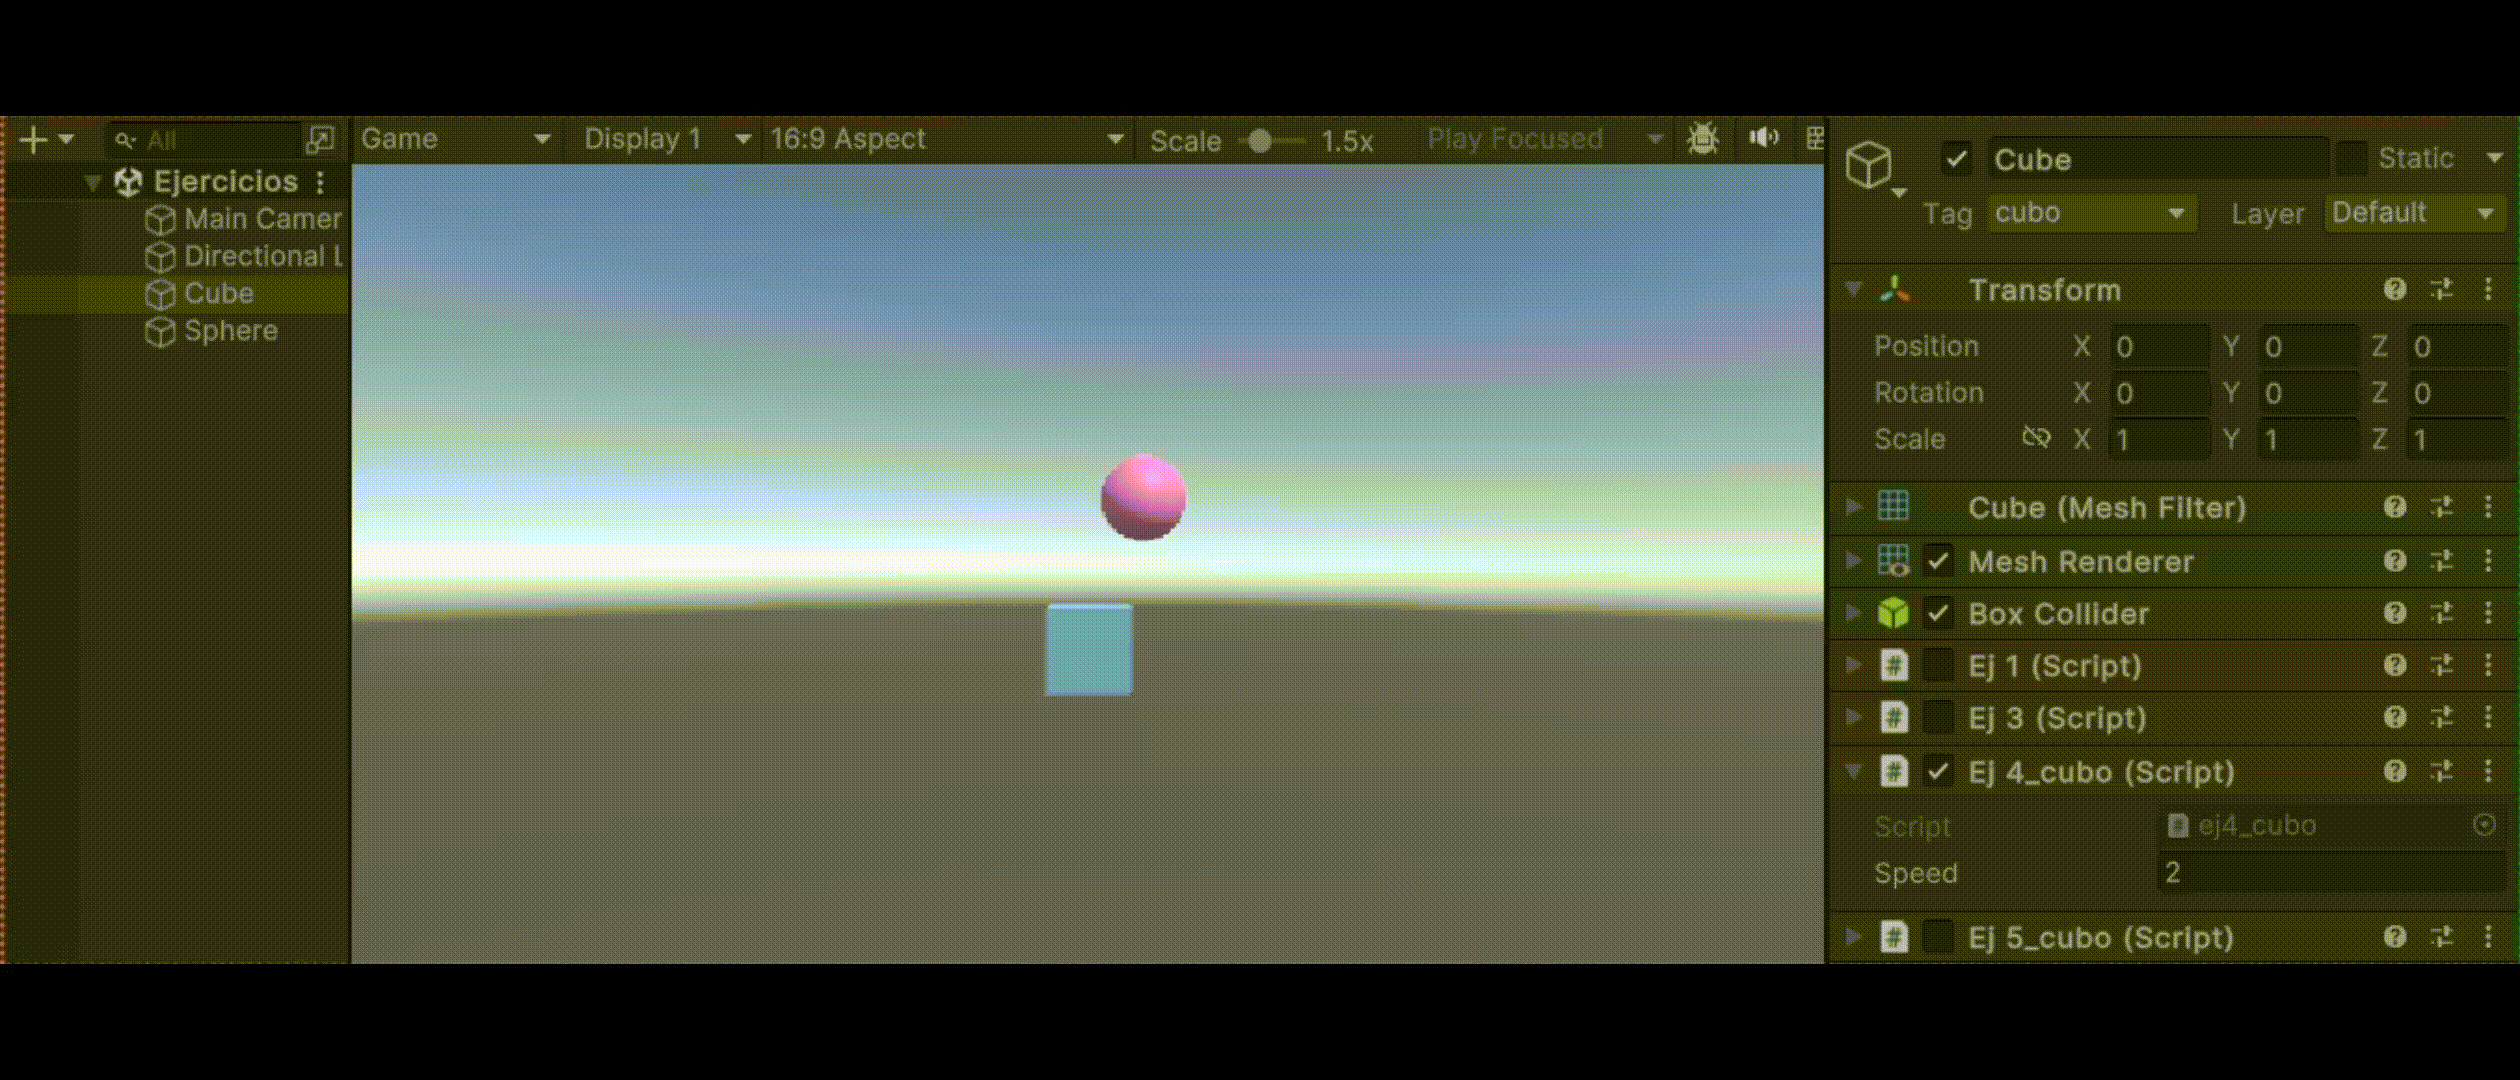 All
Game
Display 1
16:9 Aspect
Scale
1.5x
Play Focused
Ejercicios
Main Camer
Directional L
Cube
Sphere
Cube
Static
Tag
cubo
Layer
Default
Transform
Position X 0 Y 0 Z 0
Rotation X 0 Y 0 Z 0
Scale X 1 Y 1 Z 1
Cube (Mesh Filter)
Mesh Renderer
Box Collider
# Ej 1 (Script)
# Ej 3 (Script)
# Ej 4_cubo (Script)
Script # ej4_cubo
Speed 2
# Ej 5_cubo (Script)